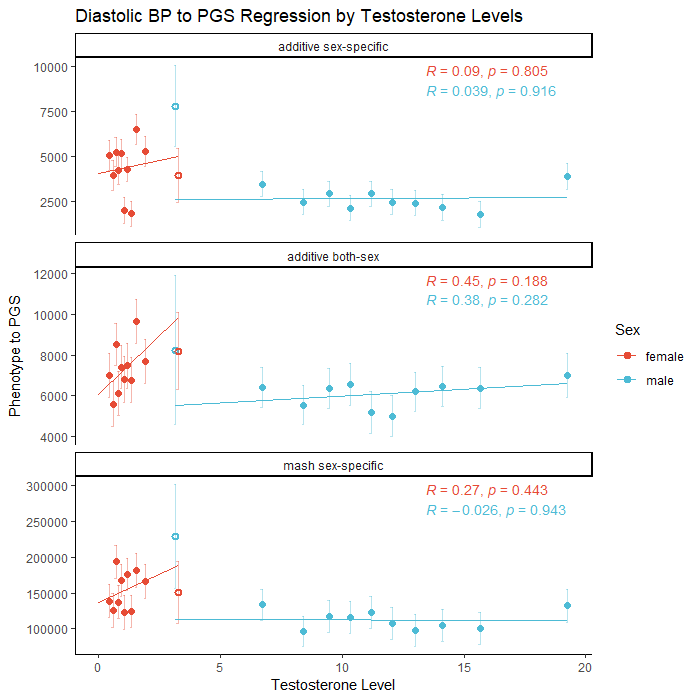 Diastolic BP to PGS Regression by Testosterone Levels
additive sex-specific
R = 0.09, p = 0.805
R = 0.039, p = 0.916
10000
7500
5000
2500
additive both-sex
R = 0.45, p = 0.188
R = 0.38, p = 0.282
12000
10000
8000
6000
4000
Phenotype to PGS
Sex
female
male
mash sex-specific
R = 0.27, p = 0.443
R = −0.026, p = 0.943
300000
250000
200000
150000
100000
0 5 10 15 20
Testosterone Level